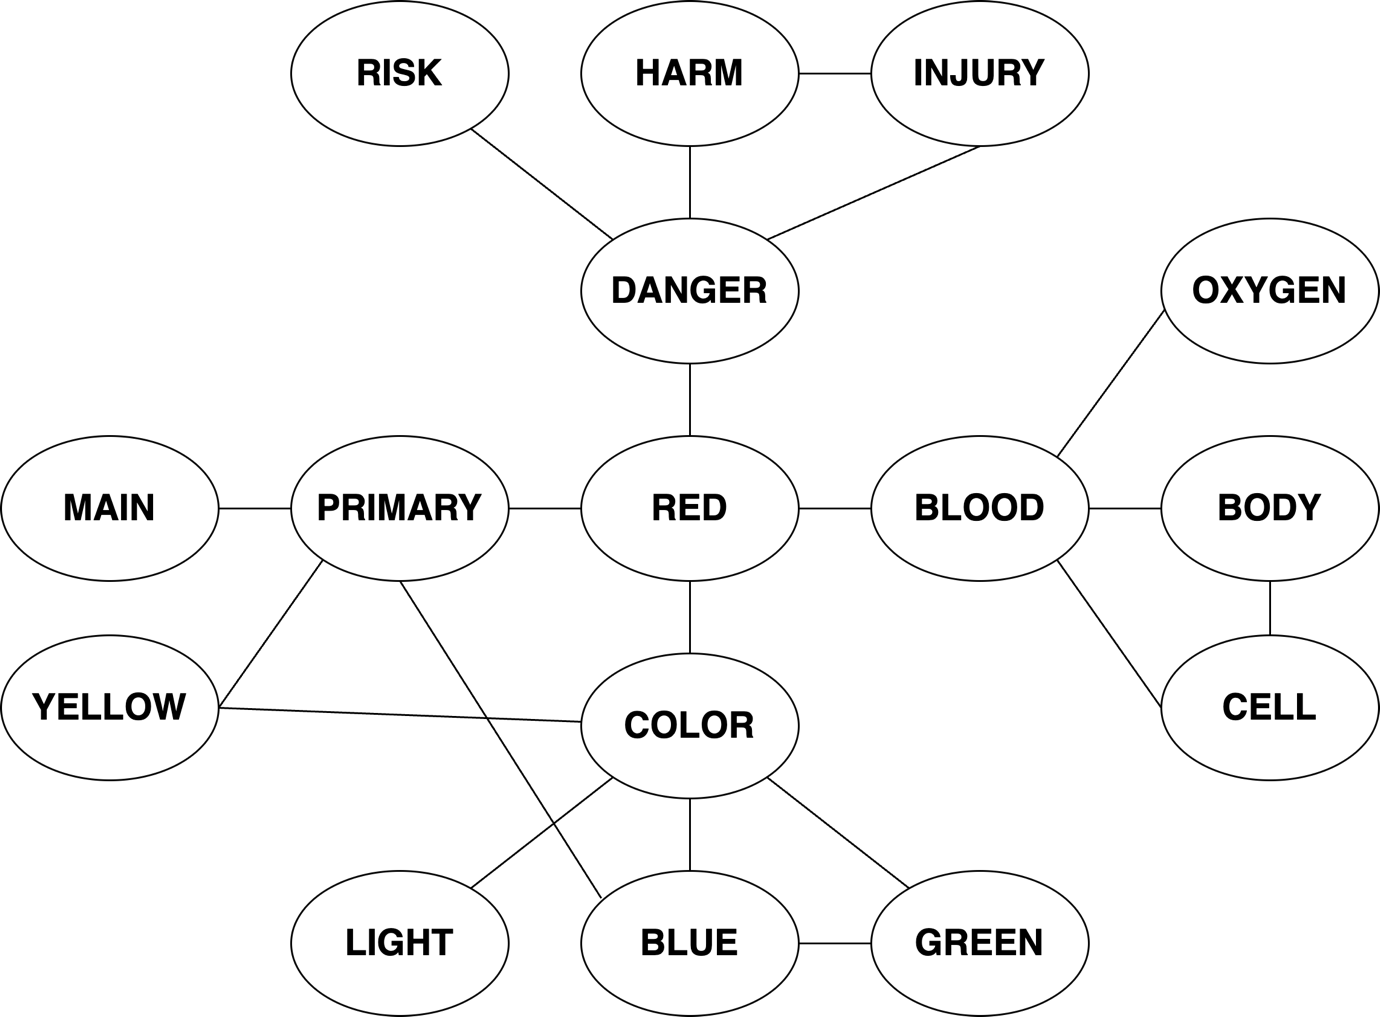 RISK
HARM
INJURY
DANGER
OXYGEN
MAIN
PRIMARY
RED
BLOOD
BODY
YELLOW
COLOR
CELL
LIGHT
BLUE
GREEN